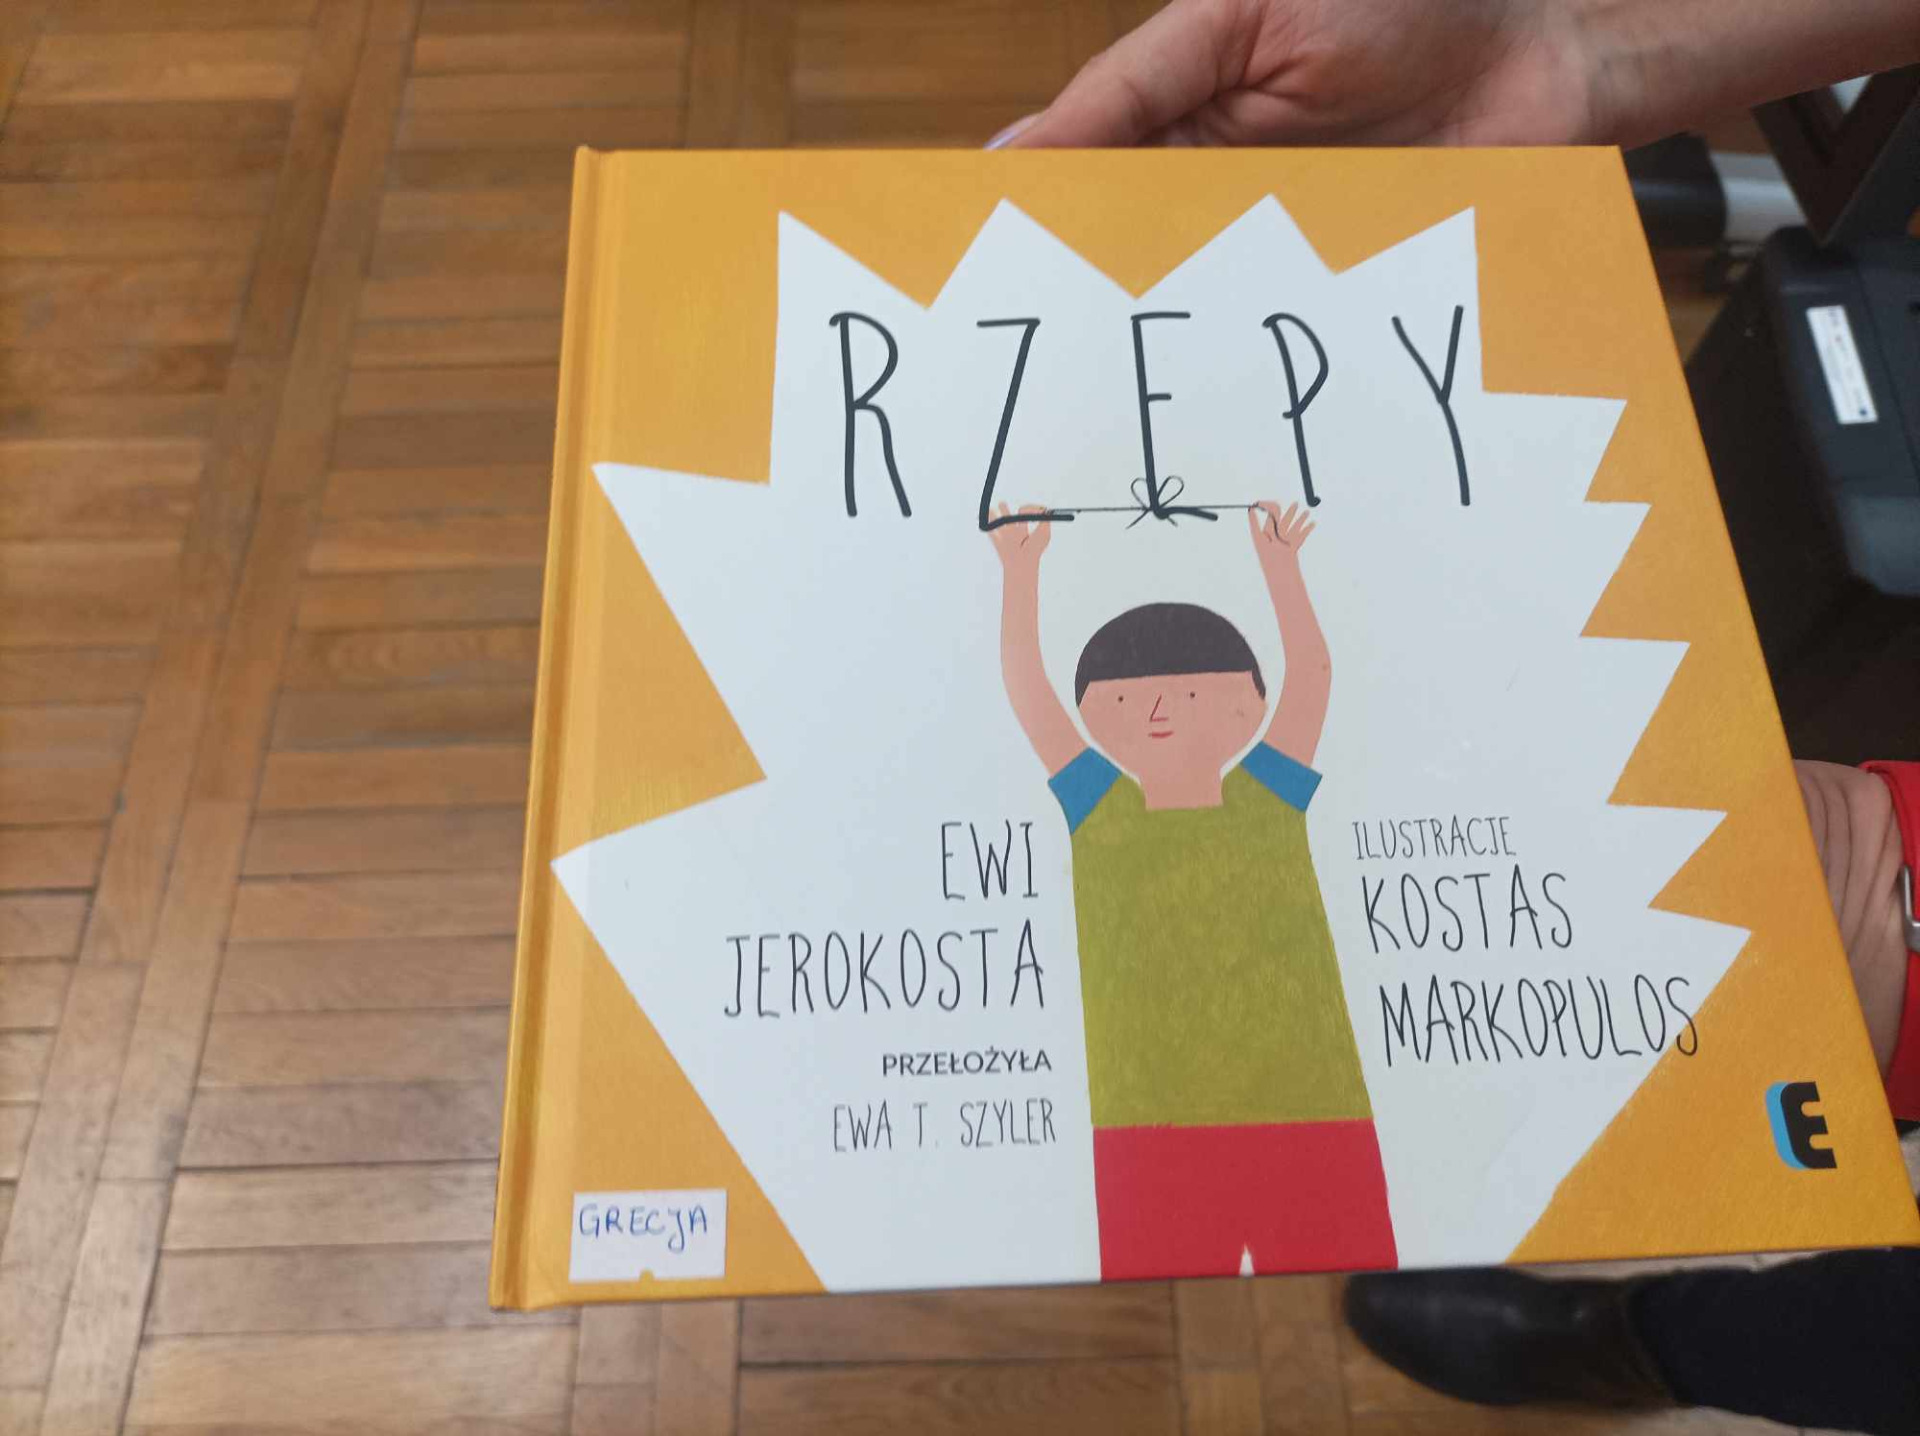 RZEPY
EWI
JEROKOSTA
PRZEŁOŻYŁA
EWA T. SZYLER
ILUSTRACJE
KOSTAS
MARKOPULOS
E
GRECJA